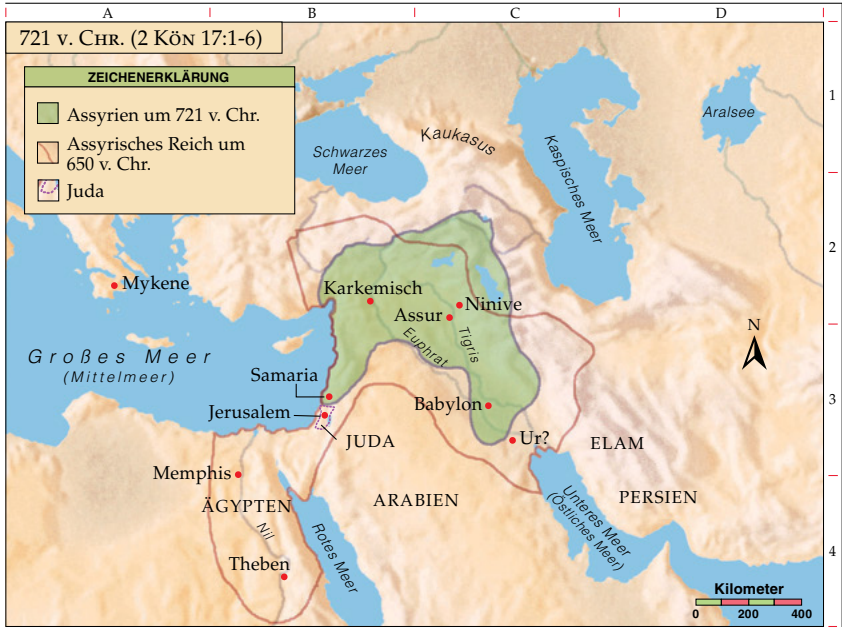 A
B
C
D
721 v. Chr. (2 Kön 17:1-6)
ZEICHENERKLÄRUNG
Assyrien um 721 v. Chr.
Assyrisches Reich um
650 v. Chr.
Juda
1
2
3
4
Aralsee
Kaukasus
Schwarzes
Meer
Kaspisches Meer
Mykene
Karkemisch
Ninive
Assur
Euphrat
Tigris
N
Großes Meer
(Mittelmeer)
Samaria
Jerusalem
Babylon
JUDA
Ur?
ELAM
Memphis
ÄGYPTEN
ARABIEN
PERSIEN
Unteres Meer
(Östliches Meer)
Nil
Rotes Meer
Theben
Kilometer
0 200 400